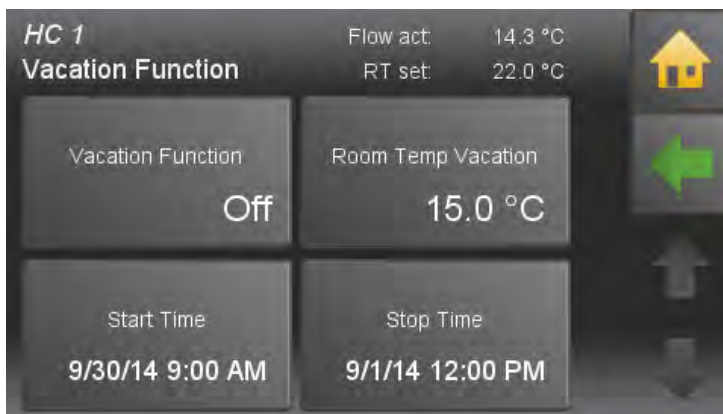 HC 1
Flow act: 14.3 °C
Vacation Function
RT set: 22.0 °C
Vacation Function
Off
Room Temp Vacation
15.0 °C
Start Time
9/30/14 9:00 AM
Stop Time
9/1/14 12:00 PM